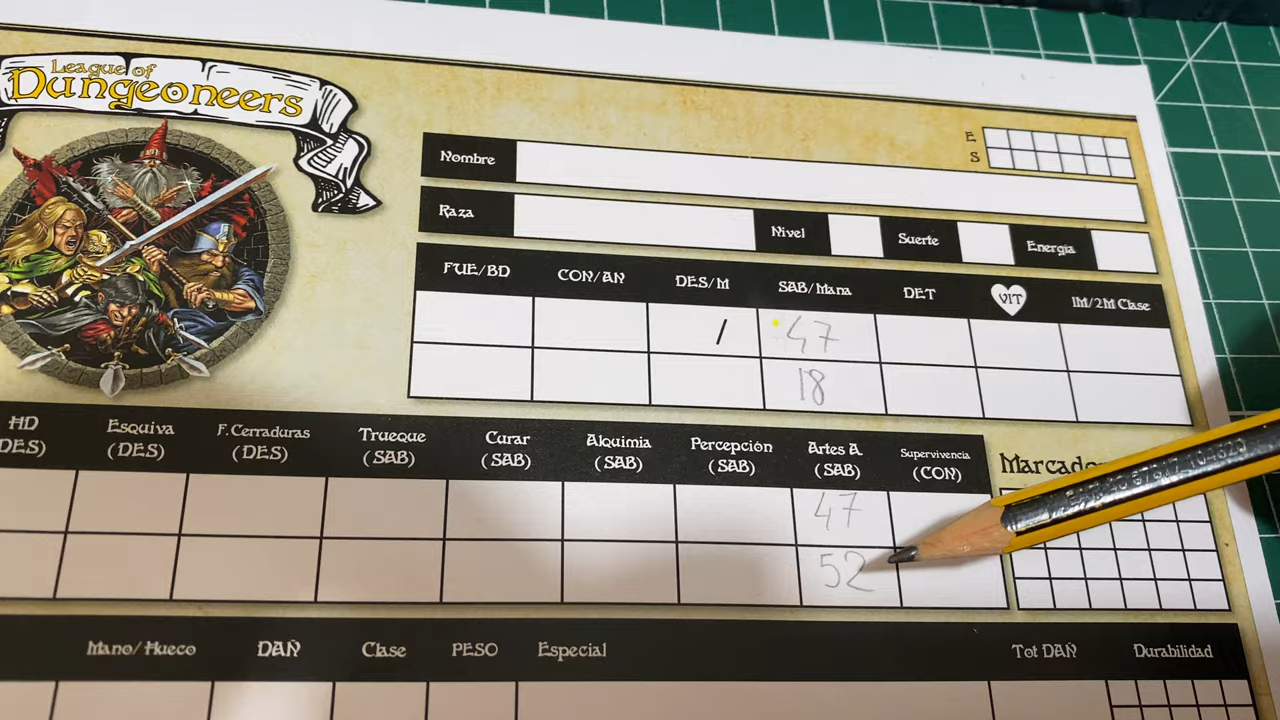 League of
Dungeoneers
E
S
Nombre
Raza Nivel Suerte Energía
FUE/BD CON/AN DES/M SAB/Mana DET VIT 1M/2M Clase
/ 47
18
HD Esquiva F. Cerraduras Trueque Curar Alquimia Percepción Artes A. Supervivencia
(DES) (DES) (DES) (SAB) (SAB) (SAB) (SAB) (SAB) (CON)
47
52
Mano/Hueco DAÑ Clase PESO Especial Tot DAÑ Durabilidad